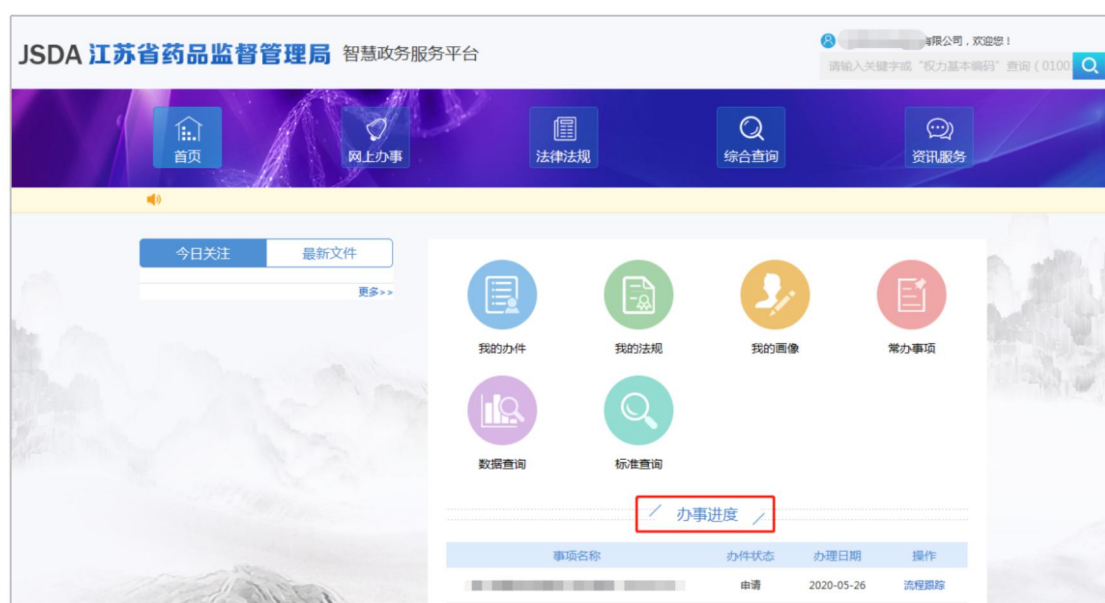 JSDA 江苏省药品监督管理局 智慧政务服务平台
有限公司，欢迎您！
请输入关键字或“权力基本编码”查询（0100
首页 网上办事 法律法规 综合查询 资讯服务
今日关注 最新文件
更多>>
我的办件 我的法规 我的画像 常办事项
数据查询 标准查询
办事进度
事项名称 办件状态 办理日期 操作
申请 2020-05-26 流程跟踪